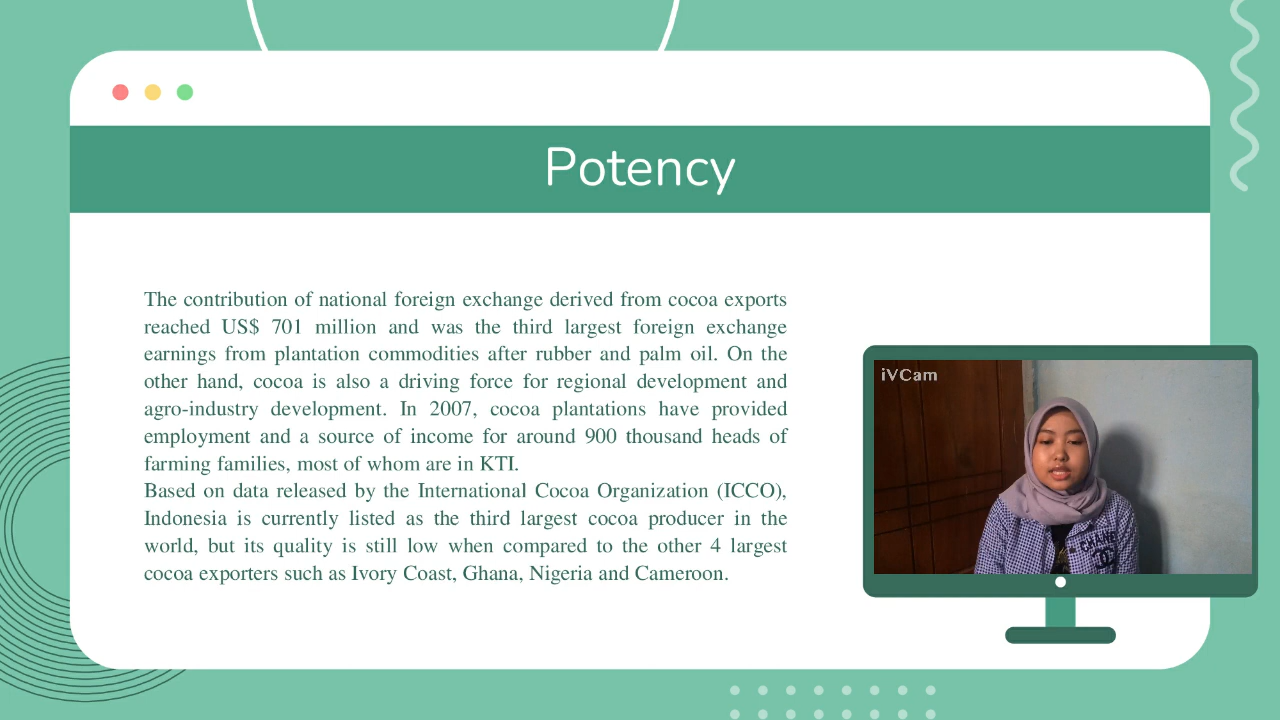 Potency
The contribution of national foreign exchange derived from cocoa exports
reached US$ 701 million and was the third largest foreign exchange
earnings from plantation commodities after rubber and palm oil. On the
other hand, cocoa is also a driving force for regional development and
agro-industry development. In 2007, cocoa plantations have provided
employment and a source of income for around 900 thousand heads of
farming families, most of whom are in KTI.
Based on data released by the International Cocoa Organization (ICCO),
Indonesia is currently listed as the third largest cocoa producer in the
world, but its quality is still low when compared to the other 4 largest
cocoa exporters such as Ivory Coast, Ghana, Nigeria and Cameroon.
iVCam
CHANEL